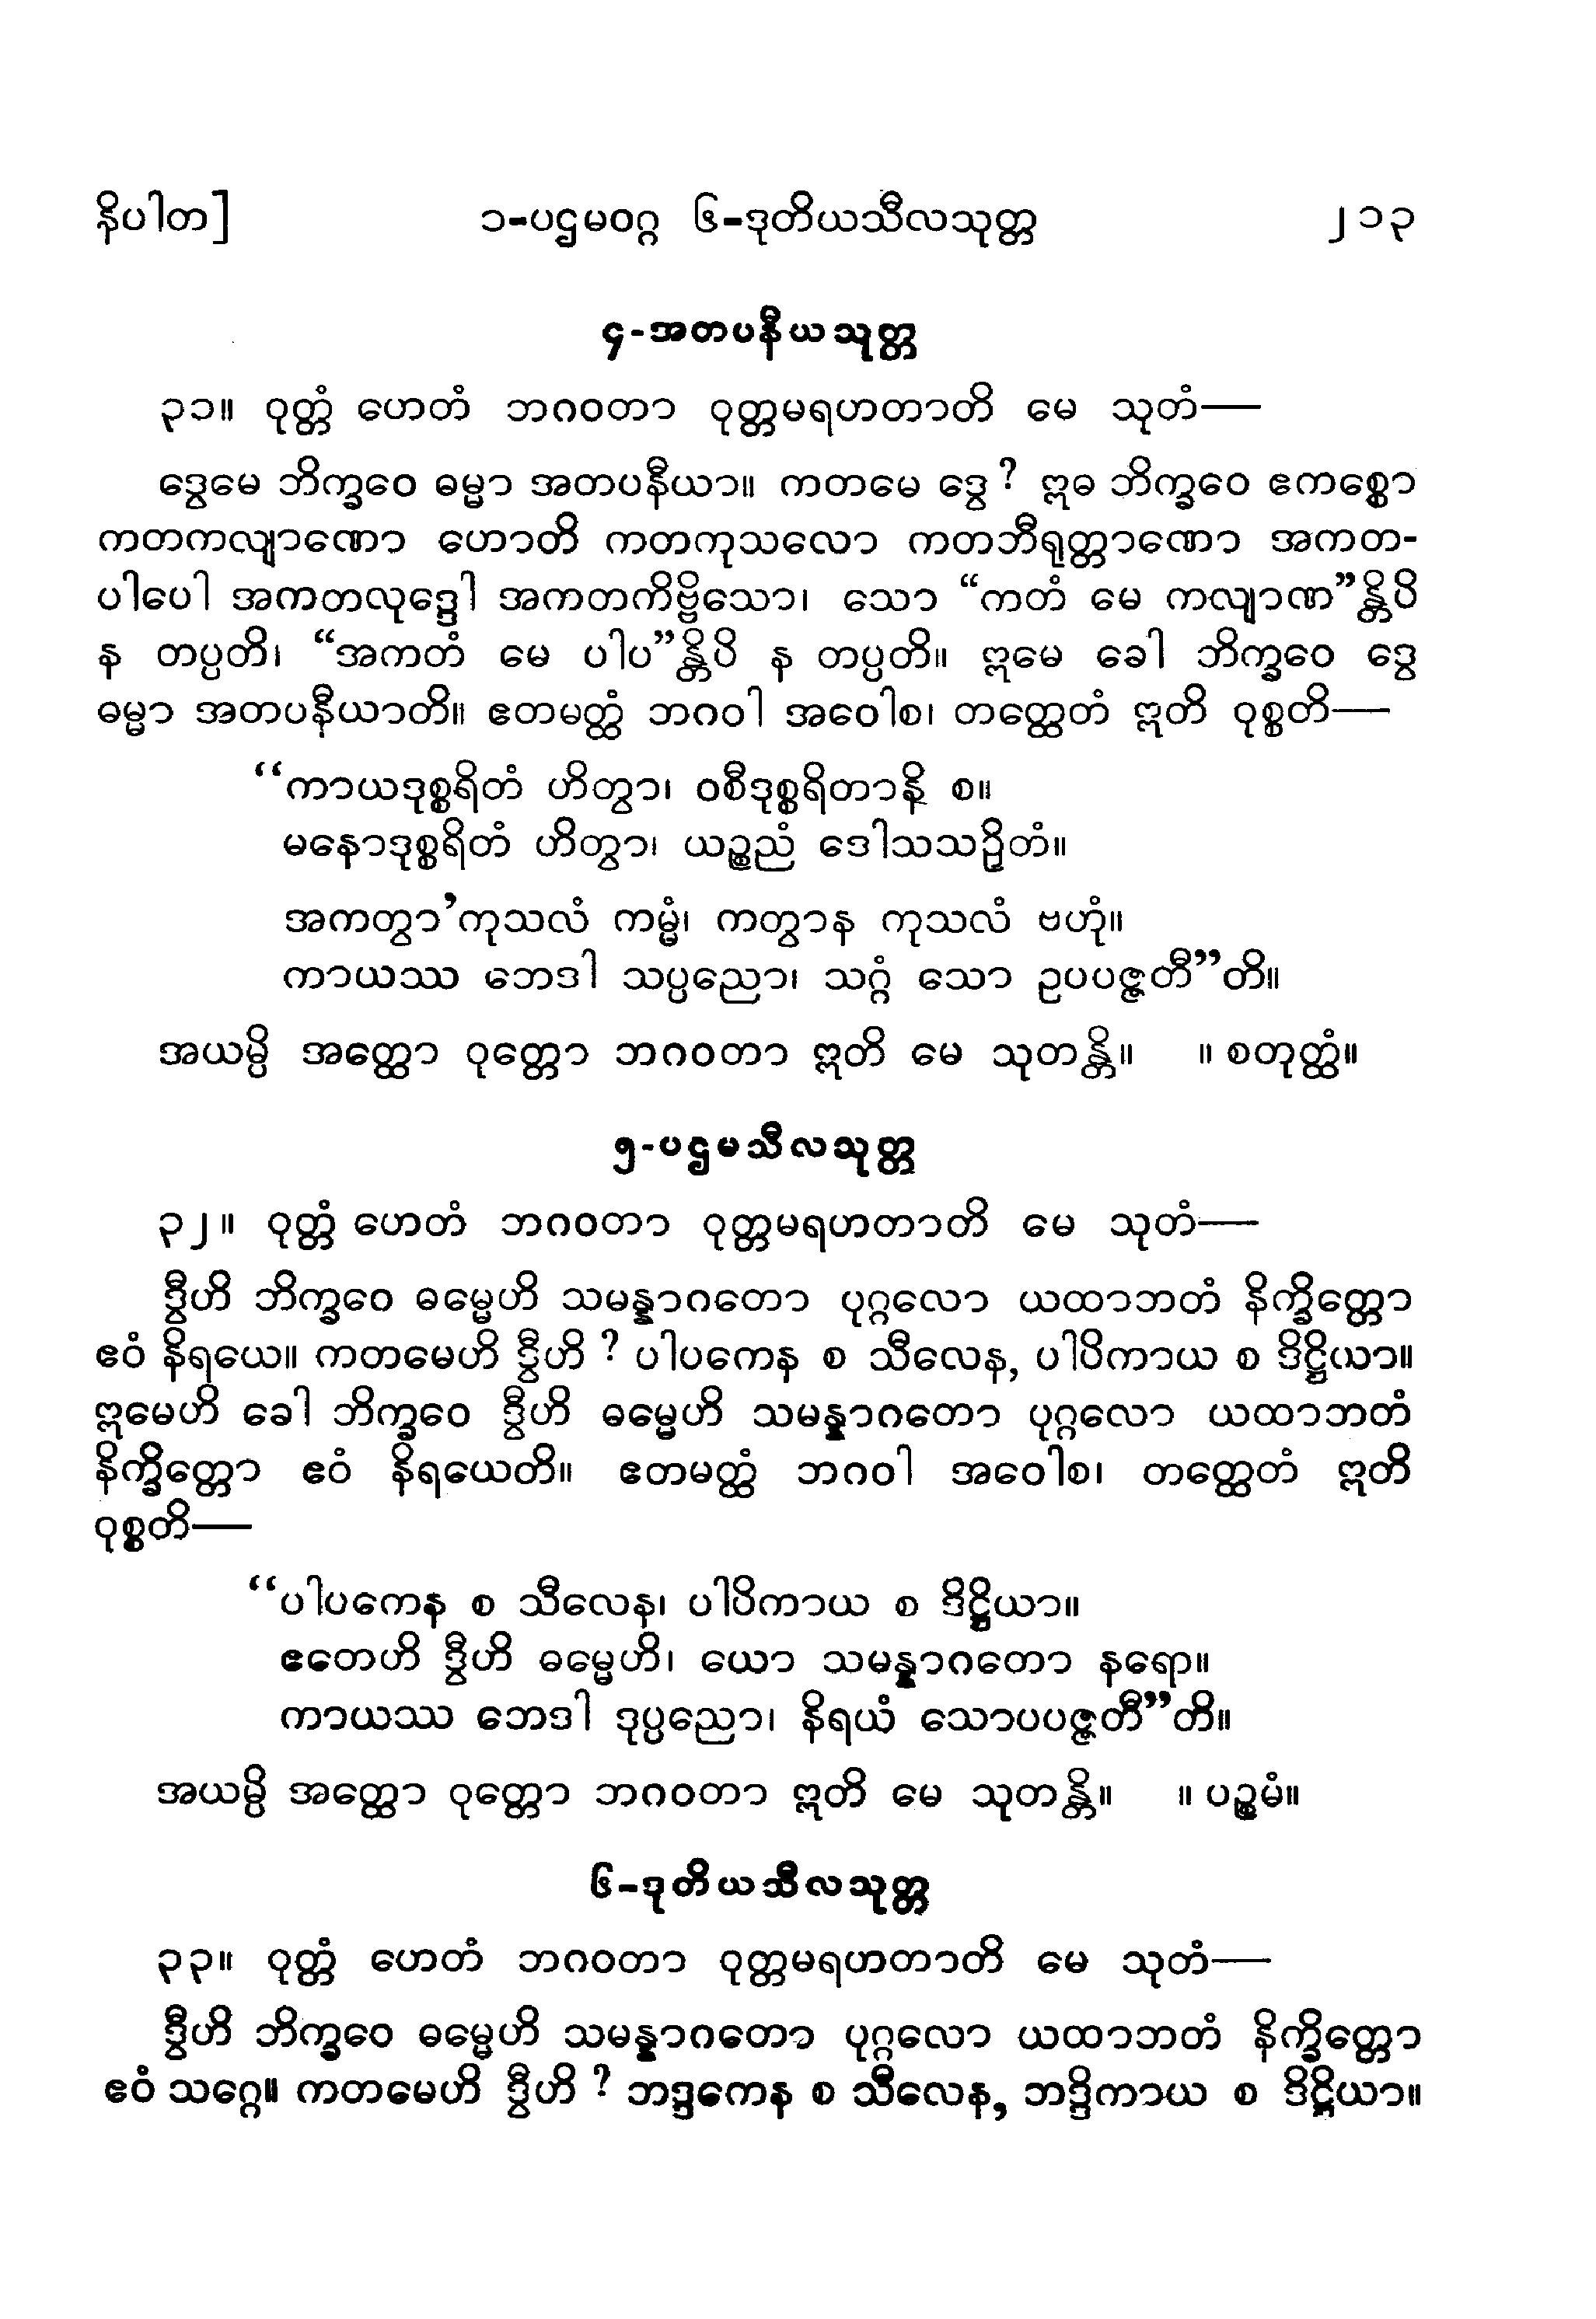 နိပါတ]    ၁-ပဌမဝဂ္ဂ ၆-ဒုတိယသီလသုတ္တ    ၂၁၃
၄-အတပနီယသုတ္တ
၃၁။ ဝုတ္တံ ဟေတံ ဘဂဝတာ ဝုတ္တမရဟတာတိ မေ သုတံ—
ဒွေမေ ဘိက္ခဝေ ဓမ္မာ အတပနီယာ။ ကတမေ ဒွေ? ဣဓ ဘိက္ခဝေ ဧကစ္စော
ကတကလျာဏော ဟောတိ ကတကုသလော ကတဘီရုတ္တာဏော အကတ-
ပါပေါ အကတလုဒ္ဒေါ အကတကိဗ္ဗိသော၊ သော “ကတံ မေ ကလျာဏ”န္တိပိ
န တပ္ပတိ၊ “အကတံ မေ ပါပ”န္တိပိ န တပ္ပတိ။ ဣမေ ခေါ ဘိက္ခဝေ ဒွေ
ဓမ္မာ အတပနီယာတိ။ ဧတမတ္ထံ ဘဂဝါ အဝေါစ၊ တတ္ထေတံ ဣတိ ဝုစ္စတိ—
“ကာယဒုစ္စရိတံ ဟိတွာ၊ ဝစီဒုစ္စရိတာနိ စ။
မနောဒုစ္စရိတံ ဟိတွာ၊ ယဉ္စညံ ဒေါသသဉှိတံ။
အကတွာ’ကုသလံ ကမ္မံ၊ ကတွာန ကုသလံ ဗဟုံ။
ကာယဿ ဘေဒါ သပ္ပညော၊ သဂ္ဂံ သော ဥပပဇ္ဇတီ”တိ။
အယမ္ပိ အတ္ထော ဝုတ္တော ဘဂဝတာ ဣတိ မေ သုတန္တိ။ ။ စတုတ္ထံ။
၅-ပဌမသီလသုတ္တ
၃၂။ ဝုတ္တံ ဟေတံ ဘဂဝတာ ဝုတ္တမရဟတာတိ မေ သုတံ—
ဒွီဟိ ဘိက္ခဝေ ဓမ္မေဟိ သမန္နာဂတော ပုဂ္ဂလော ယထာဘတံ နိက္ခိတ္တော
ဧဝံ နိရယေ။ ကတမေဟိ ဒွီဟိ? ပါပကေန စ သီလေန, ပါပိကာယ စ ဒိဋ္ဌိယာ။
ဣမေဟိ ခေါ ဘိက္ခဝေ ဒွီဟိ ဓမ္မေဟိ သမန္နာဂတော ပုဂ္ဂလော ယထာဘတံ
နိက္ခိတ္တော ဧဝံ နိရယေတိ။ ဧတမတ္ထံ ဘဂဝါ အဝေါစ၊ တတ္ထေတံ ဣတိ
ဝုစ္စတိ—
“ပါပကေန စ သီလေန၊ ပါပိကာယ စ ဒိဋ္ဌိယာ။
ဧတေဟိ ဒွီဟိ ဓမ္မေဟိ၊ ယော သမန္နာဂတော နရော။
ကာယဿ ဘေဒါ ဒုပ္ပညော၊ နိရယံ သောပပဇ္ဇတီ”တိ။
အယမ္ပိ အတ္ထော ဝုတ္တော ဘဂဝတာ ဣတိ မေ သုတန္တိ။ ။ ပဉ္စမံ။
၆-ဒုတိယသီလသုတ္တ
၃၃။ ဝုတ္တံ ဟေတံ ဘဂဝတာ ဝုတ္တမရဟတာတိ မေ သုတံ—
ဒွီဟိ ဘိက္ခဝေ ဓမ္မေဟိ သမန္နာဂတော ပုဂ္ဂလော ယထာဘတံ နိက္ခိတ္တော
ဧဝံ သဂ္ဂေ။ ကတမေဟိ ဒွီဟိ? ဘဒ္ဒကေန စ သီလေန, ဘဒ္ဒိကာယ စ ဒိဋ္ဌိယာ။